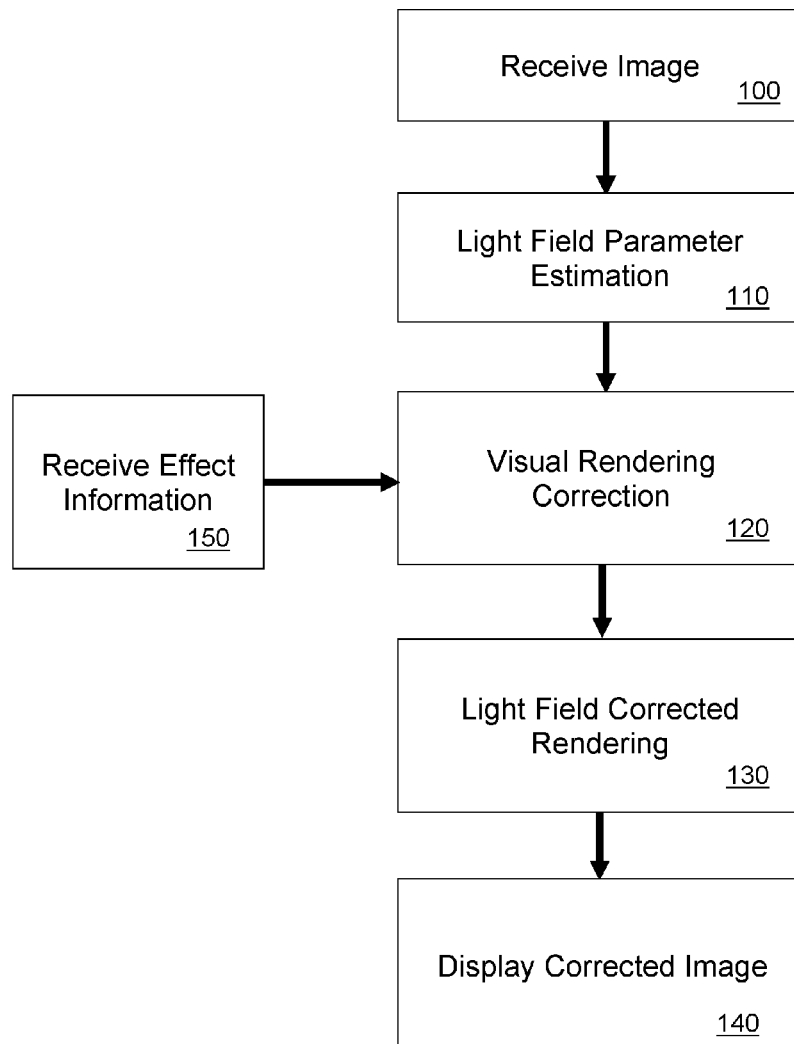 Receive Image
100
Light Field Parameter
Estimation
110
Receive Effect
Information
150
Visual Rendering
Correction
120
Light Field Corrected
Rendering
130
Display Corrected Image
140